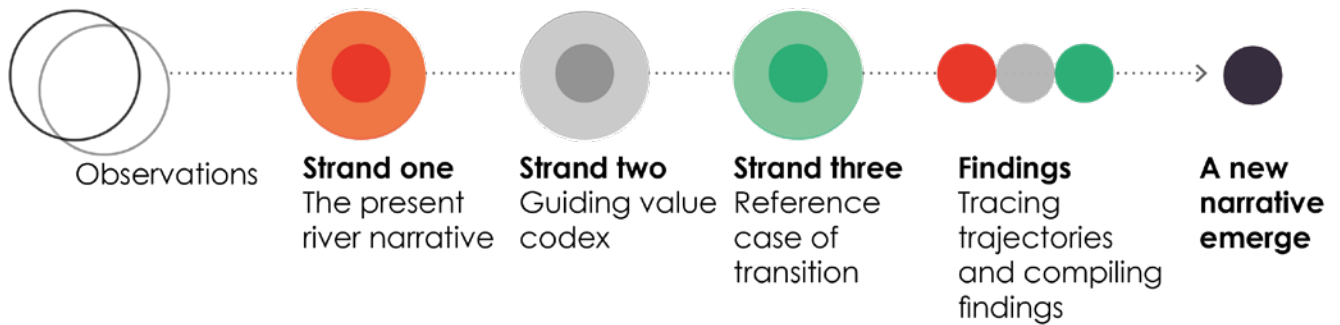 Observations
Strand one
The present
river narrative
Strand two
Guiding value
codex
Strand three
Reference
case of
transition
Findings
Tracing
trajectories
and compiling
findings
A new
narrative
emerge